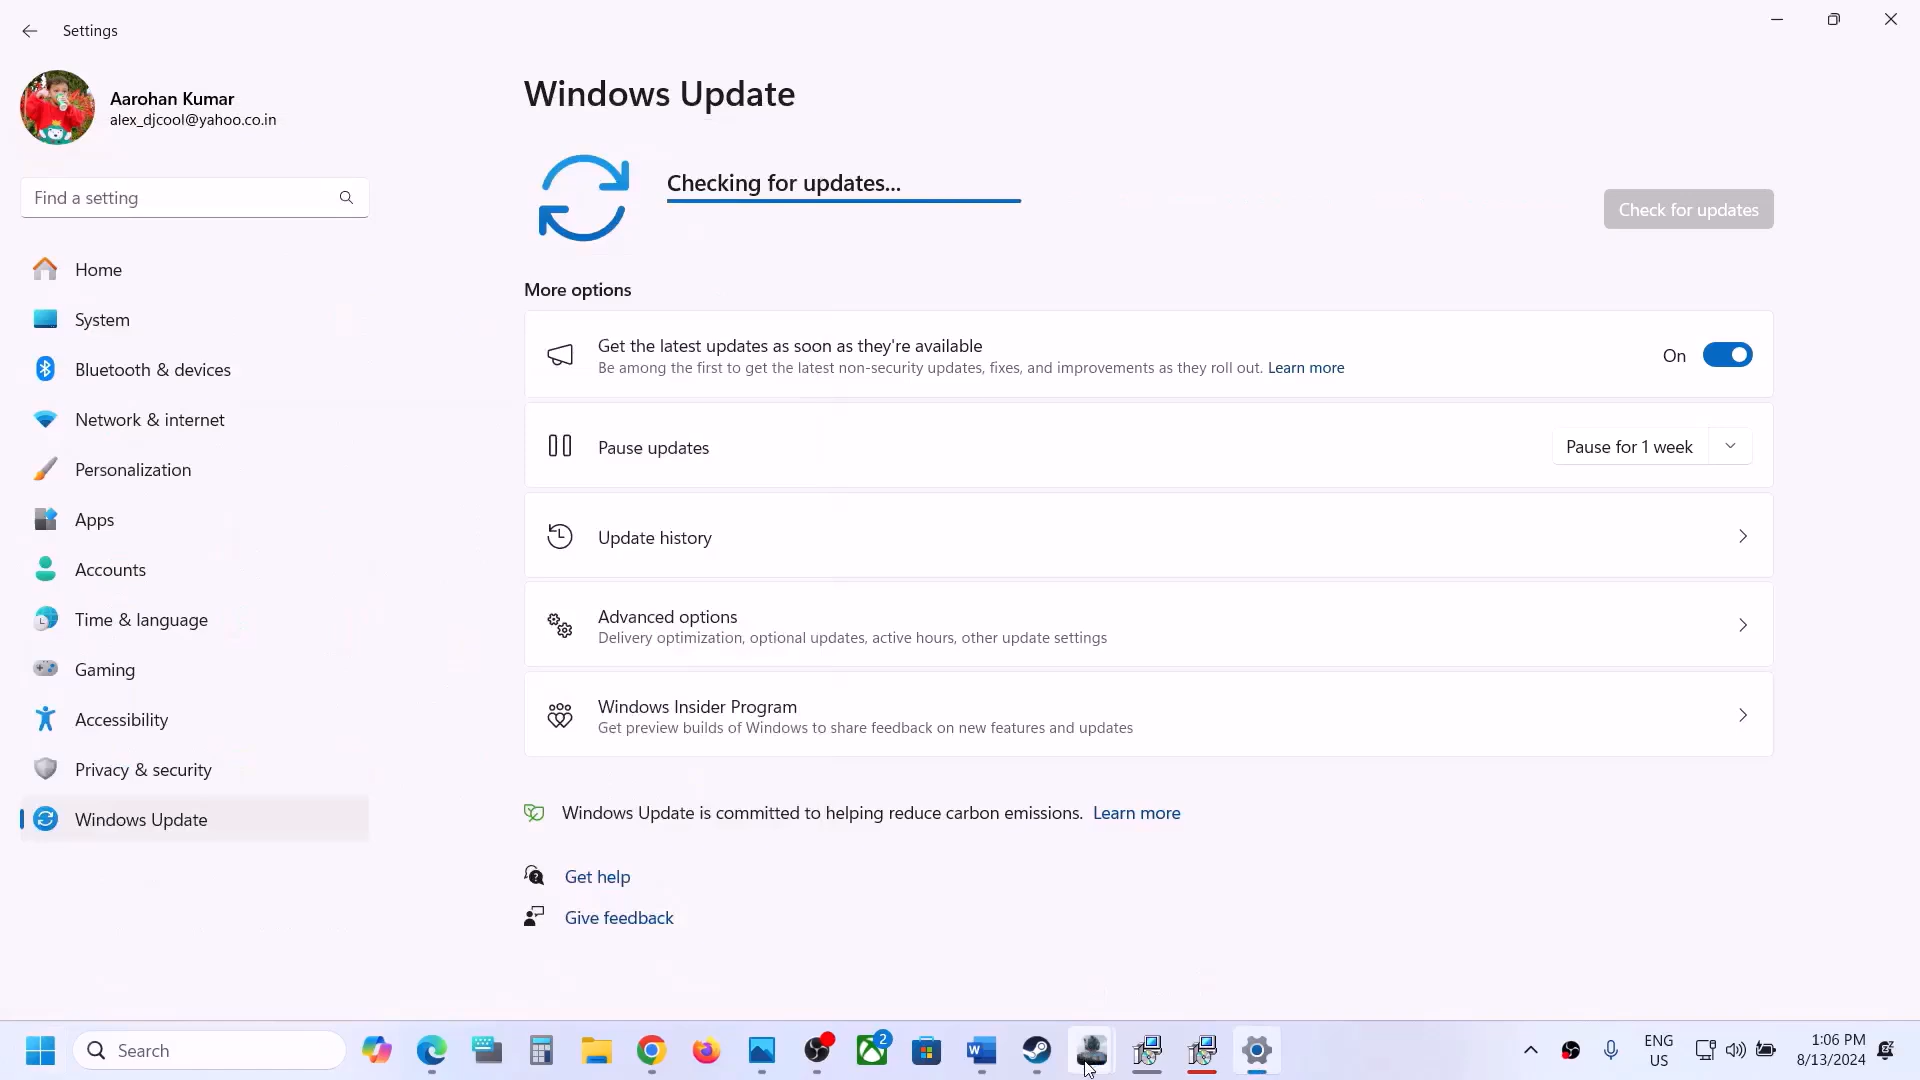 Settings
Aarohan Kumar
alex_djcool@yahoo.co.in
Find a setting
Home
System
Bluetooth & devices
Network & internet
Personalization
Apps
Accounts
Time & language
Gaming
Accessibility
Privacy & security
Windows Update
Windows Update
Checking for updates...
Check for updates
More options
Get the latest updates as soon as they're available
Be among the first to get the latest non-security updates, fixes, and improvements as they roll out. Learn more
On
Pause updates
Pause for 1 week
Update history
Advanced options
Delivery optimization, optional updates, active hours, other update settings
Windows Insider Program
Get preview builds of Windows to share feedback on new features and updates
Windows Update is committed to helping reduce carbon emissions. Learn more
Get help
Give feedback
Search
2
ENG
US
1:06 PM
8/13/2024